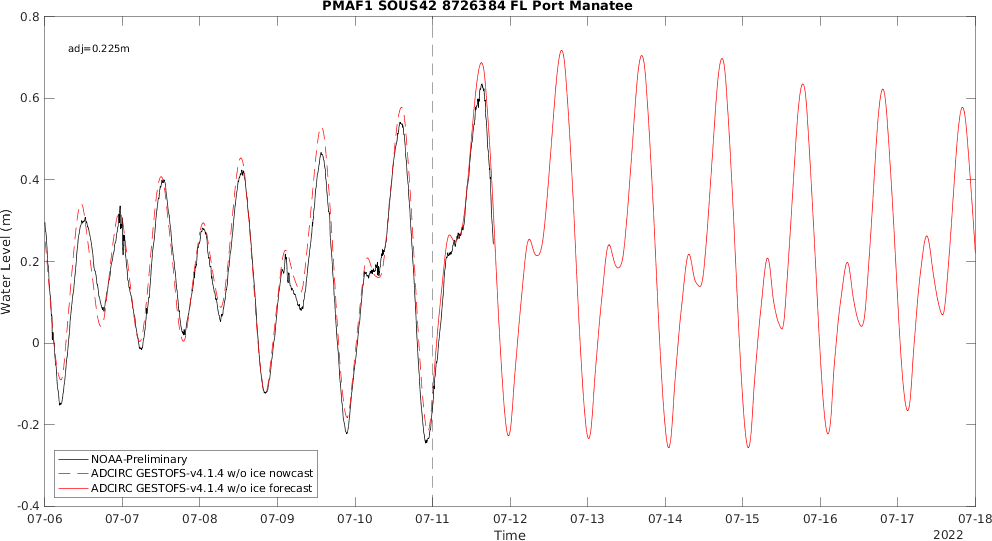 PMAF1 SOUS42 8726384 FL Port Manatee
adj=0.225m
Water Level (m)
0.8
0.6
0.4
0.2
0
-0.2
-0.4
NOAA-Preliminary
ADCIRC GESTOFS-v4.1.4 w/o ice nowcast
ADCIRC GESTOFS-v4.1.4 w/o ice forecast
07-06 07-07 07-08 07-09 07-10 07-11 07-12 07-13 07-14 07-15 07-16 07-17 07-18
Time
2022